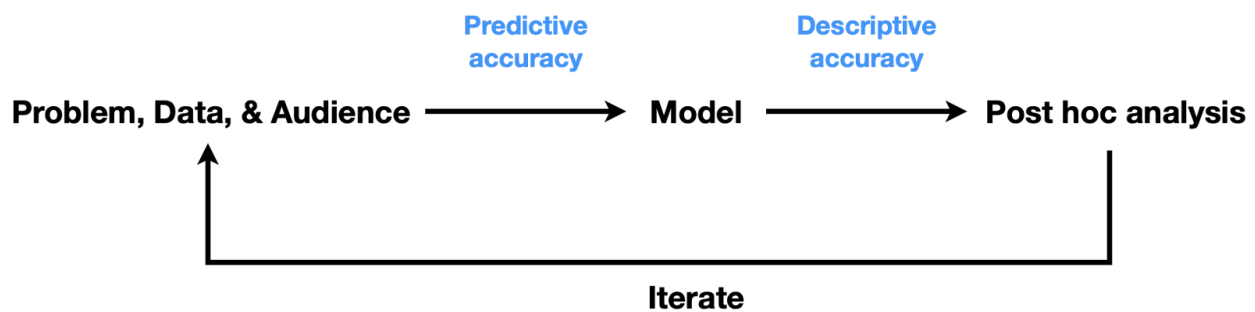 Predictive
accuracy
Descriptive
accuracy
Problem, Data, & Audience
Model
Post hoc analysis
Iterate